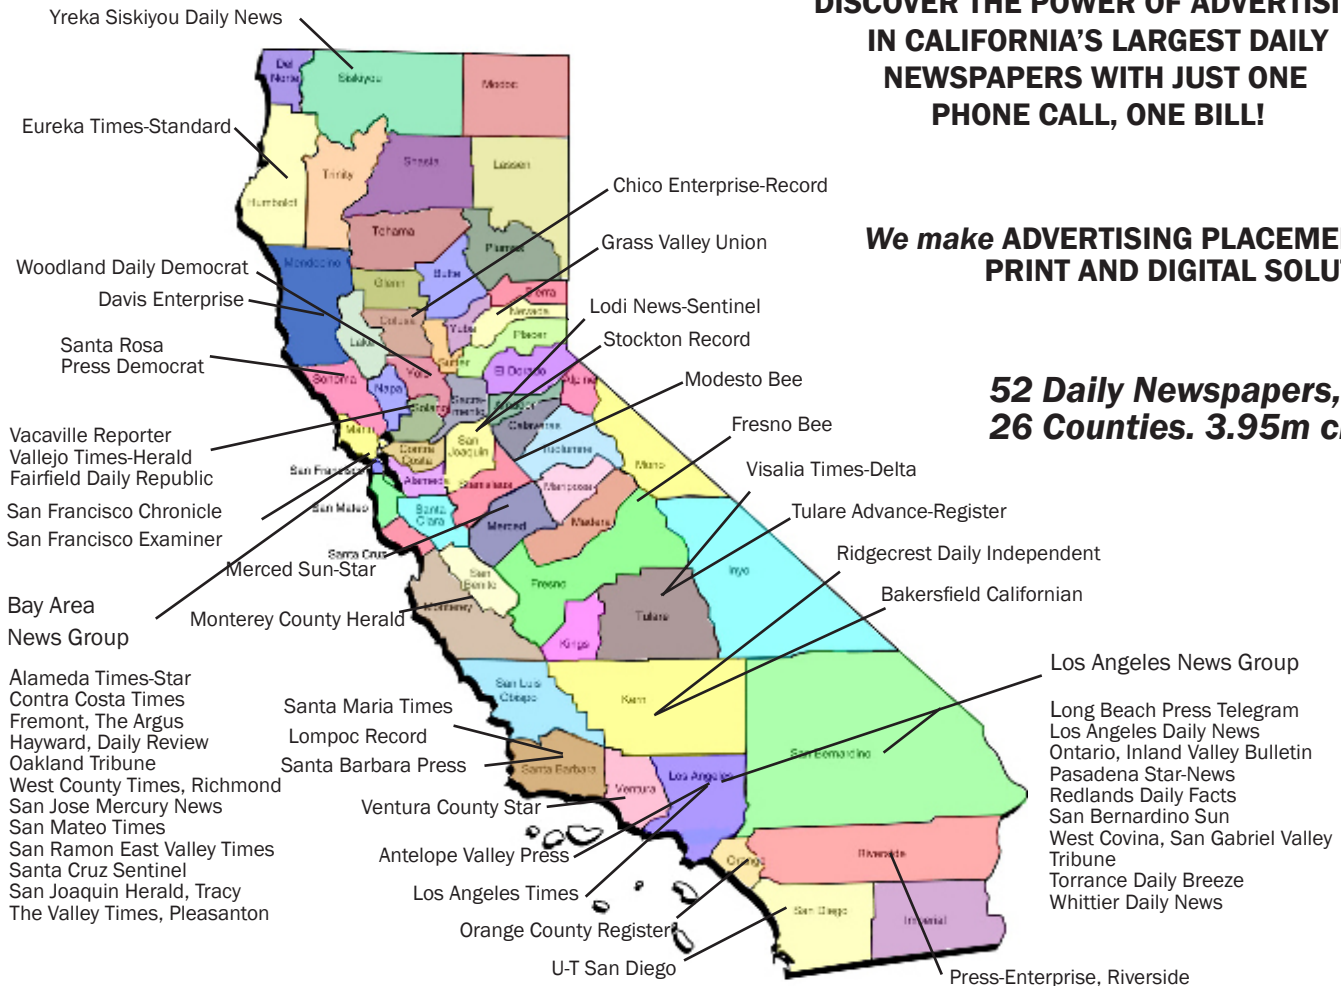 DISCOVER THE POWER OF ADVERTISI
IN CALIFORNIA'S LARGEST DAILY
NEWSPAPERS WITH JUST ONE
PHONE CALL, ONE BILL!
We make ADVERTISING PLACEME
PRINT AND DIGITAL SOLU
52 Daily Newspapers,
26 Counties. 3.95m c
Yreka Siskiyou Daily News
Eureka Times-Standard
Woodland Daily Democrat
Davis Enterprise
Santa Rosa
Press Democrat
Vacaville Reporter
Vallejo Times-Herald
Fairfield Daily Republic
San Francisco Chronicle
San Francisco Examiner
Bay Area
News Group
Alameda Times-Star
Contra Costa Times
Fremont, The Argus
Hayward, Daily Review
Oakland Tribune
West County Times, Richmond
San Jose Mercury News
San Mateo Times
San Ramon East Valley Times
Santa Cruz Sentinel
San Joaquin Herald, Tracy
The Valley Times, Pleasanton
Merced Sun-Star
Monterey County Herald
Santa Maria Times
Lompoc Record
Santa Barbara Press
Ventura County Star
Antelope Valley Press
Los Angeles Times
Orange County Register
U-T San Diego
Chico Enterprise-Record
Grass Valley Union
Lodi News-Sentinel
Stockton Record
Modesto Bee
Fresno Bee
Visalia Times-Delta
Tulare Advance-Register
Ridgecrest Daily Independent
Bakersfield Californian
Los Angeles News Group
Long Beach Press Telegram
Los Angeles Daily News
Ontario, Inland Valley Bulletin
Pasadena Star-News
Redlands Daily Facts
San Bernardino Sun
West Covina, San Gabriel Valley
Tribune
Torrance Daily Breeze
Whittier Daily News
Press-Enterprise, Riverside
Del
Norte
Siskiyou
Modoc
Humboldt
Trinity
Shasta
Lassen
Tehama
Plumas
Mendocino
Glenn
Butte
Sierra
Nevada
Colusa
Yuba
Placer
Lake
Sutter
El Dorado
Sonoma
Napa
Yolo
Sacra-
mento
Amador
Alpine
Solano
Marin
Calaveras
San
Joaquin
Contra
Costa
Tuolumne
Mono
San Francisco
Alameda
Stanislaus
Mariposa
San Mateo
Santa
Clara
Merced
Madera
Santa Cruz
San
Benito
Fresno
Inyo
Monterey
Kings
Tulare
San Luis
Obispo
Kern
San Bernardino
Santa Barbara
Ventura
Los Angeles
Orange
Riverside
San Diego
Imperial